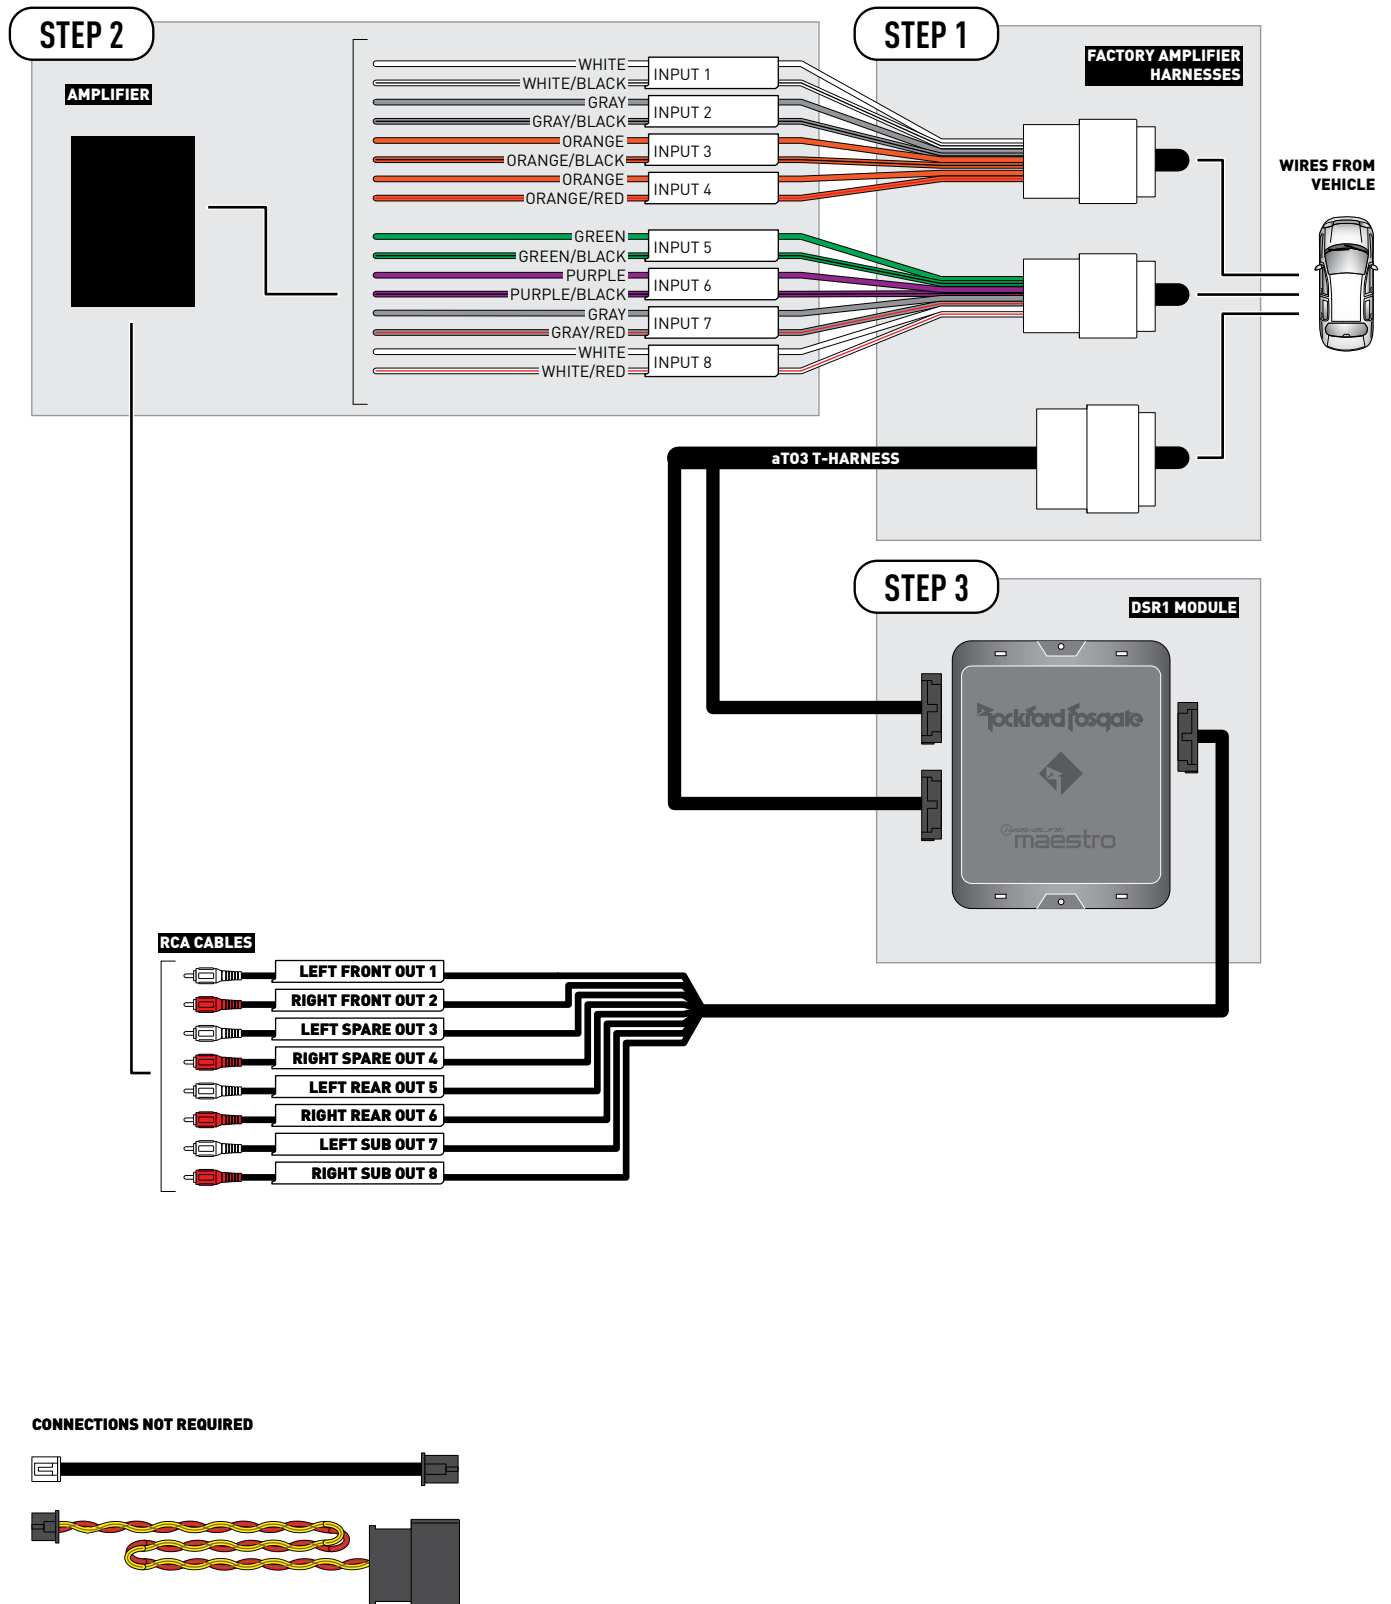 STEP 2
AMPLIFIER
WHITE
WHITE/BLACK
INPUT 1
GRAY
GRAY/BLACK
INPUT 2
ORANGE
ORANGE/BLACK
INPUT 3
ORANGE
ORANGE/RED
INPUT 4
GREEN
GREEN/BLACK
INPUT 5
PURPLE
PURPLE/BLACK
INPUT 6
GRAY
GRAY/RED
INPUT 7
WHITE
WHITE/RED
INPUT 8
STEP 1
FACTORY AMPLIFIER
HARNESSES
WIRES FROM
VEHICLE
aTO3 T-HARNESS
STEP 3
DSR1 MODULE
Rockford Fosgate
iDATALINK
maestro
RCA CABLES
LEFT FRONT OUT 1
RIGHT FRONT OUT 2
LEFT SPARE OUT 3
RIGHT SPARE OUT 4
LEFT REAR OUT 5
RIGHT REAR OUT 6
LEFT SUB OUT 7
RIGHT SUB OUT 8
CONNECTIONS NOT REQUIRED